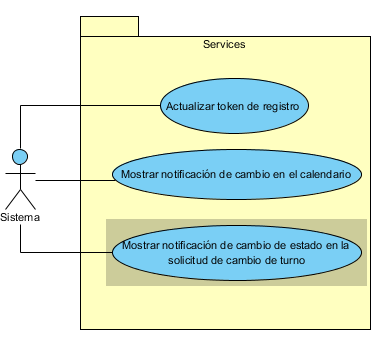 Services
Actualizar token de registro
Mostrar notificación de cambio en el calendario
Sistema
Mostrar notificación de cambio de estado en la
solicitud de cambio de turno